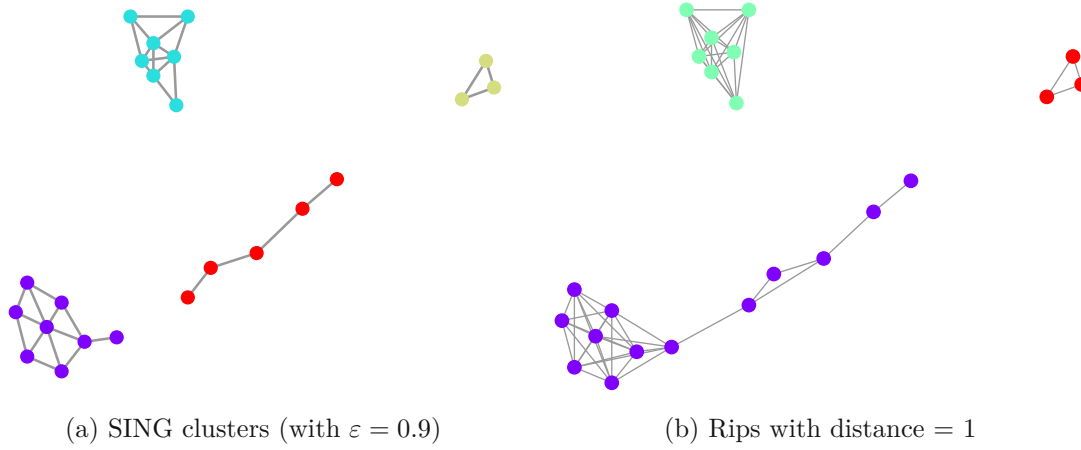 (a) SING clusters (with ε = 0.9)
(b) Rips with distance = 1